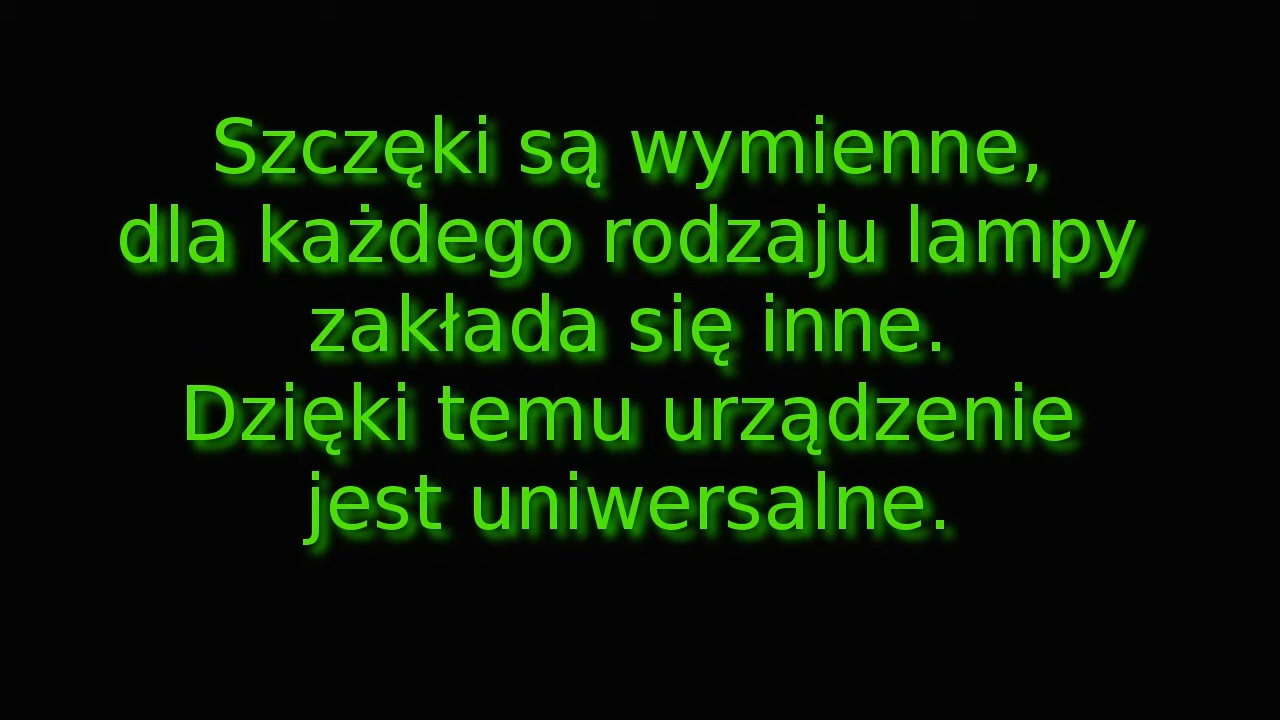 Szczęki są wymienne,
dla każdego rodzaju lampy
zakłada się inne.
Dzięki temu urządzenie
jest uniwersalne.